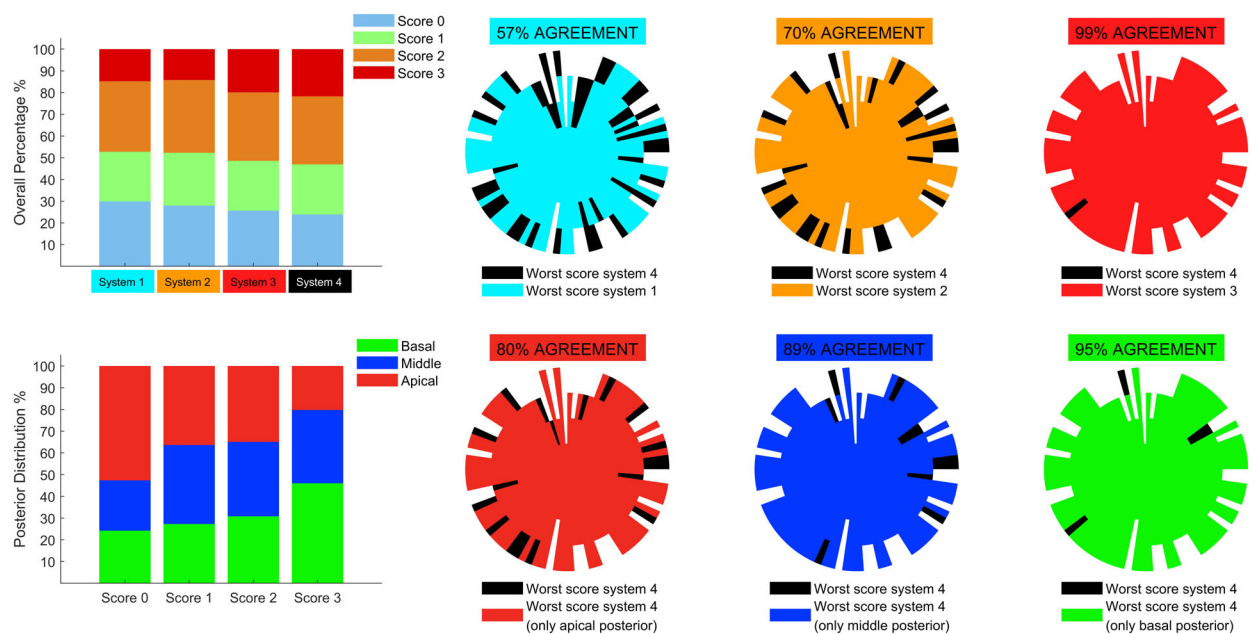 Score 0
Score 1
Score 2
Score 3
Overall Percentage %
100
90
80
70
60
50
40
30
20
10
System 1
System 2
System 3
System 4
57% AGREEMENT
Worst score system 4
Worst score system 1
70% AGREEMENT
Worst score system 4
Worst score system 2
99% AGREEMENT
Worst score system 4
Worst score system 3
Basal
Middle
Apical
Posterior Distribution %
100
90
80
70
60
50
40
30
20
10
Score 0
Score 1
Score 2
Score 3
80% AGREEMENT
Worst score system 4
Worst score system 4
(only apical posterior)
89% AGREEMENT
Worst score system 4
Worst score system 4
(only middle posterior)
95% AGREEMENT
Worst score system 4
Worst score system 4
(only basal posterior)